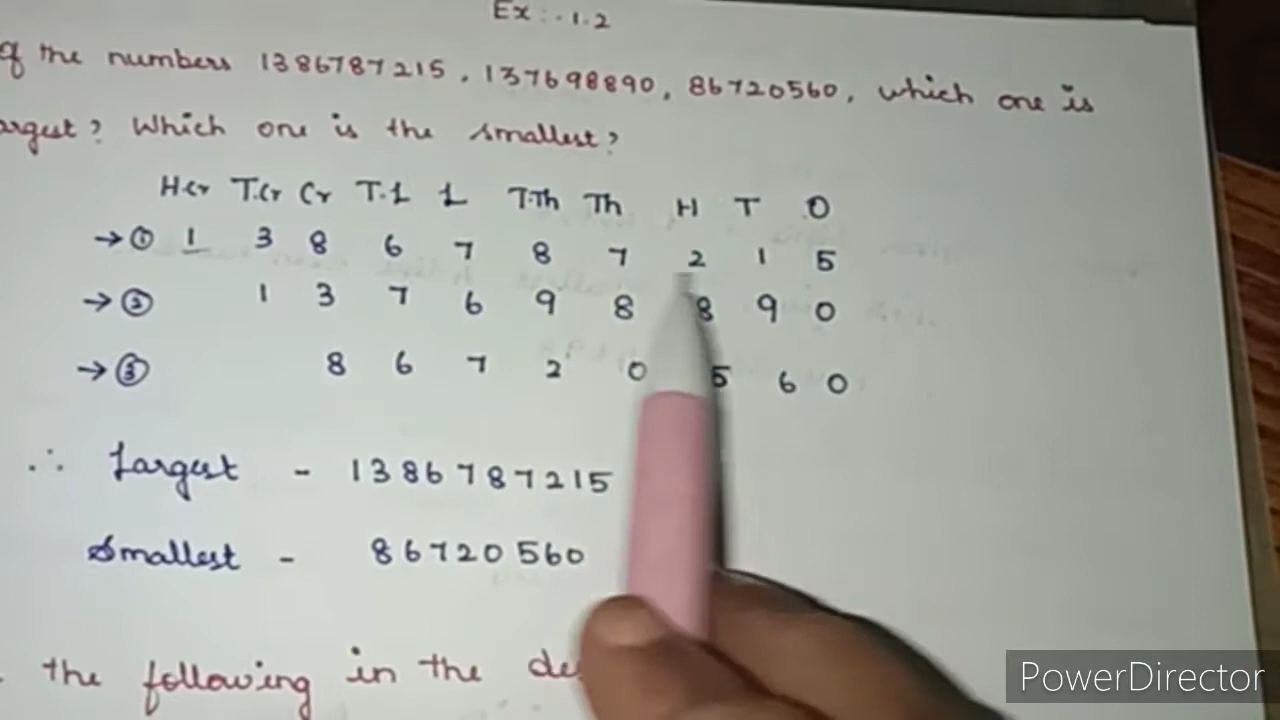 Ex :- 1.2
of the numbers 1386787215, 137698890, 86720560, which one is
argest? Which one is the smallest?
H.Cr T.Cr Cr T.L L T.Th Th H T O
→ ① 1 3 8 6 7 8 7 2 1 5
→ ② 1 3 7 6 9 8 8 9 0
→ ③ 8 6 7 2 0 5 6 0
∴ Largest - 1386787215
Smallest - 86720560
the following in the de
PowerDirector